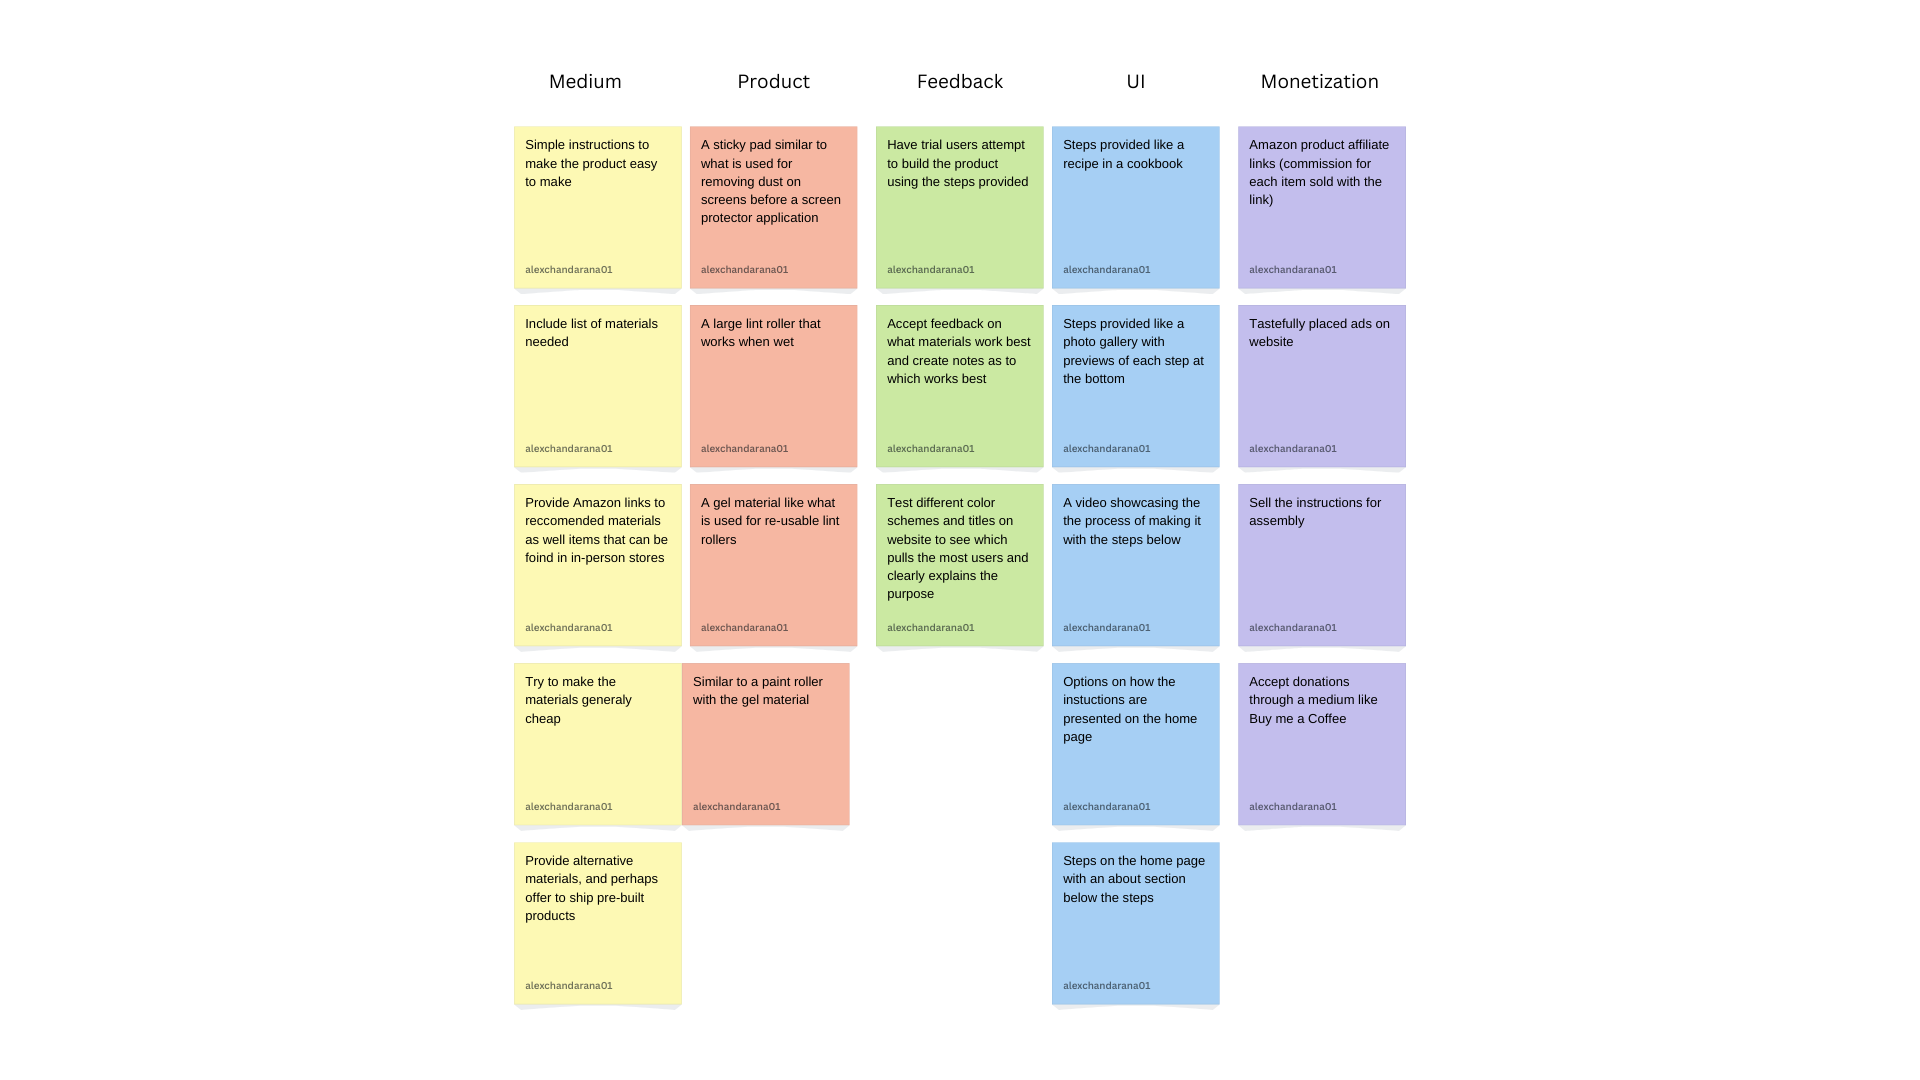 Medium
Product
Feedback
UI
Monetization
Simple instructions to
make the product easy
to make
alexchandarana01
A sticky pad similar to
what is used for
removing dust on
screens before a screen
protector application
alexchandarana01
Have trial users attempt
to build the product
using the steps provided
alexchandarana01
Steps provided like a
recipe in a cookbook
alexchandarana01
Amazon product affiliate
links (commission for
each item sold with the
link)
alexchandarana01
Include list of materials
needed
alexchandarana01
A large lint roller that
works when wet
alexchandarana01
Accept feedback on
what materials work best
and create notes as to
which works best
alexchandarana01
Steps provided like a
photo gallery with
previews of each step at
the bottom
alexchandarana01
Tastefully placed ads on
website
alexchandarana01
Provide Amazon links to
reccomended materials
as well items that can be
foind in in-person stores
alexchandarana01
A gel material like what
is used for re-usable lint
rollers
alexchandarana01
Test different color
schemes and titles on
website to see which
pulls the most users and
clearly explains the
purpose
alexchandarana01
A video showcasing the
the process of making it
with the steps below
alexchandarana01
Sell the instructions for
assembly
alexchandarana01
Try to make the
materials generaly
cheap
alexchandarana01
Similar to a paint roller
with the gel material
alexchandarana01
Options on how the
instuctions are
presented on the home
page
alexchandarana01
Accept donations
through a medium like
Buy me a Coffee
alexchandarana01
Provide alternative
materials, and perhaps
offer to ship pre-built
products
alexchandarana01
Steps on the home page
with an about section
below the steps
alexchandarana01